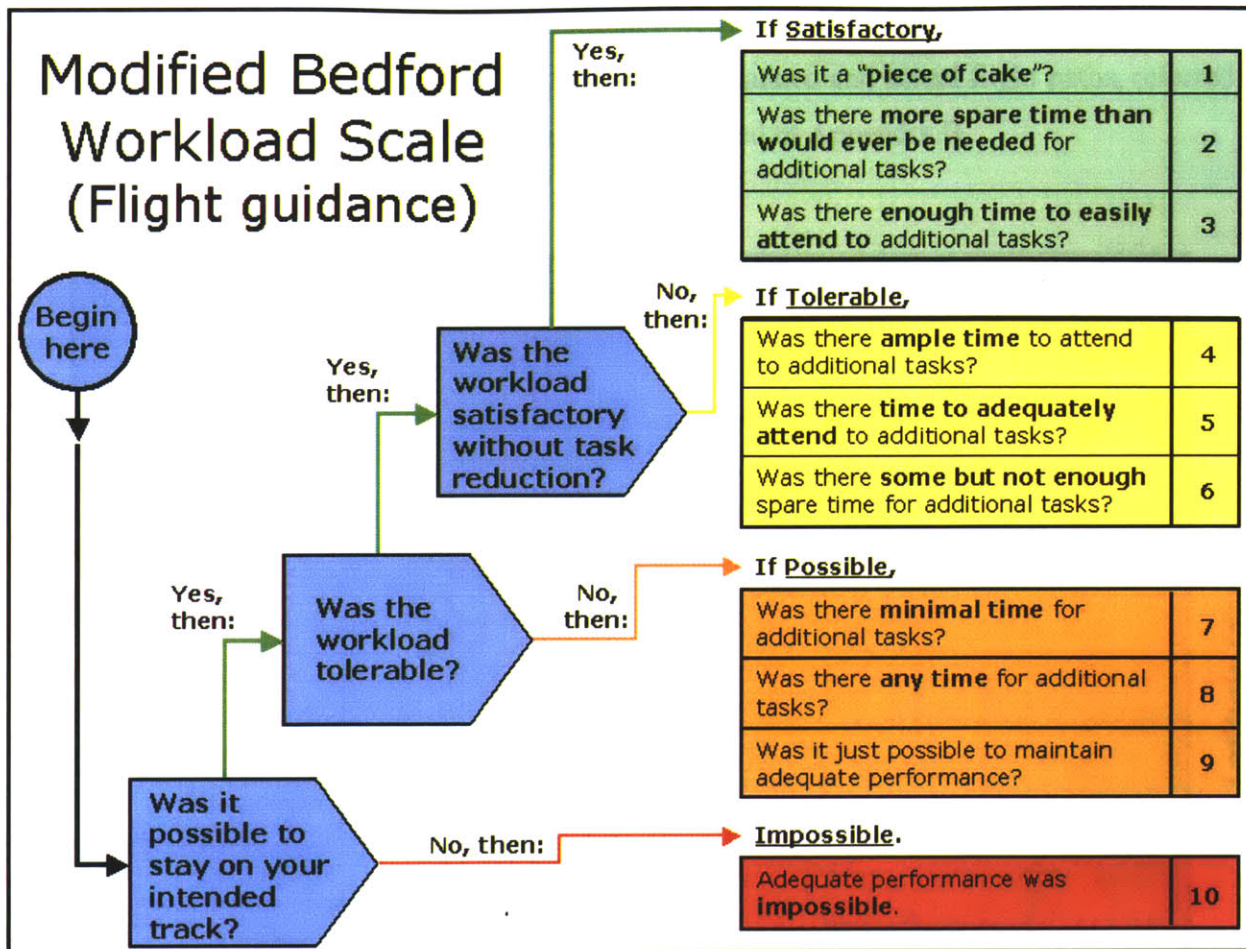 Modified Bedford
Workload Scale
(Flight guidance)
Begin
here
Was it
possible to
stay on your
intended
track?
Yes,
then:
No, then:
Was the
workload
tolerable?
Yes,
then:
No,
then:
Was the
workload
satisfactory
without task
reduction?
Yes,
then:
No,
then:
If Satisfactory,
Was it a “piece of cake”? 1
Was there more spare time than
would ever be needed for
additional tasks?
2
Was there enough time to easily
attend to additional tasks?
3
If Tolerable,
Was there ample time to attend
to additional tasks?
4
Was there time to adequately
attend to additional tasks?
5
Was there some but not enough
spare time for additional tasks?
6
If Possible,
Was there minimal time for
additional tasks?
7
Was there any time for additional
tasks?
8
Was it just possible to maintain
adequate performance?
9
Impossible.
Adequate performance was
impossible.
10